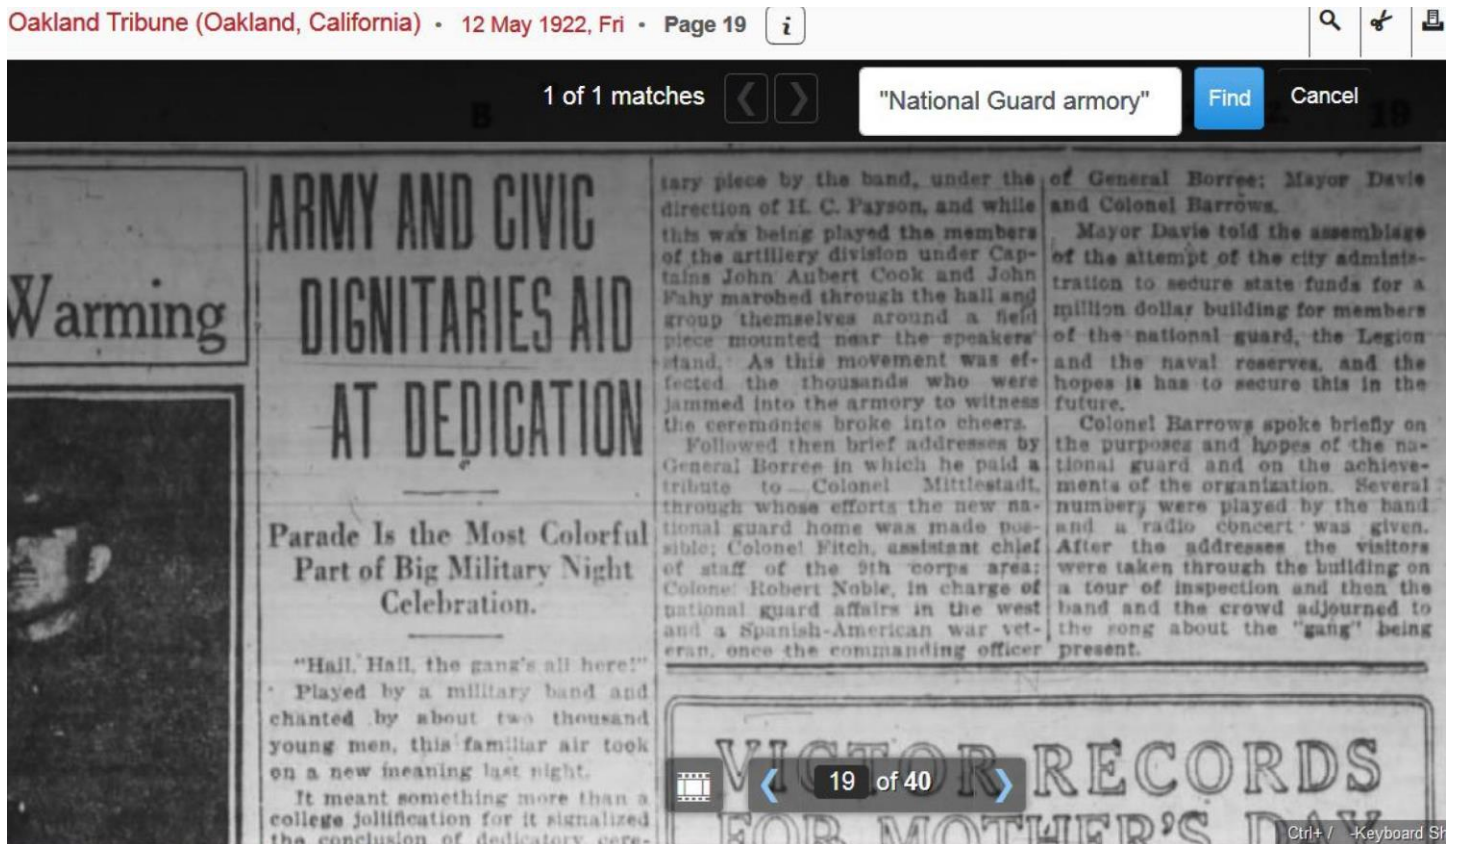 Oakland Tribune (Oakland, California) • 12 May 1922, Fri • Page 19 i
1 of 1 matches
"National Guard armory"
Find
Cancel
19
Warming
ARMY AND CIVIC
DIGNITARIES AID
AT DEDICATION
Parade Is the Most Colorful
Part of Big Military Night
Celebration.
"Hail, Hail, the gang's all here!"
Played by a military band and
chanted by about two thousand
young men, this familiar air took
on a new meaning last night.
It meant something more than a
college jollification for it signalized
the conclusion of dedicatory cere-
tary piece by the band, under the
direction of H. C. Payson, and while
this was being played the members
of the artillery division under Cap-
tains John Aubert Cook and John
Fahy marched through the hall and
group themselves around a field
piece mounted near the speakers'
stand. As this movement was ef-
fected the thousands who were
jammed into the armory to witness
the ceremonies broke into cheers.
Followed then brief addresses by
General Borree in which he paid a
tribute to Colonel Mittlestadt,
through whose efforts the new na-
tional guard home was made pos-
sible; Colonel Fitch, assistant chief
of staff of the 9th corps area;
Colonel Robert Noble, in charge of
national guard affairs in the west
and a Spanish-American war vet-
eran, once the commanding officer
of General Borree; Mayor Davie
and Colonel Barrows.
Mayor Davie told the assemblage
of the attempt of the city adminis-
tration to secure state funds for a
million dollar building for members
of the national guard, the Legion
and the naval reserves, and the
hopes it has to secure this in the
future.
Colonel Barrows spoke briefly on
the purposes and hopes of the na-
tional guard and on the achieve-
ments of the organization. Several
numbers were played by the band
and a radio concert was given.
After the addresses the visitors
were taken through the building on
a tour of inspection and then the
band and the crowd adjourned to
the song about the "gang" being
present.
VICTOR RECORDS
FOR MOTHER'S DAY
19 of 40
Ctrl+ / -Keyboard Sh